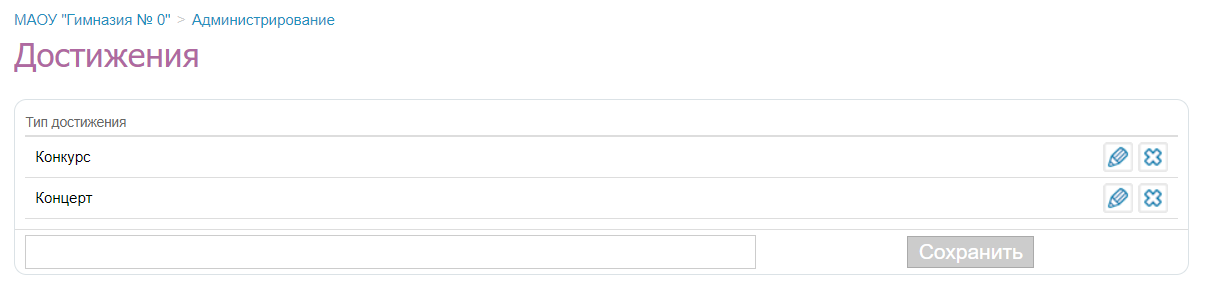 МАОУ "Гимназия № 0" > Администрирование
Достижения
Тип достижения
Конкурс
Концерт
Сохранить